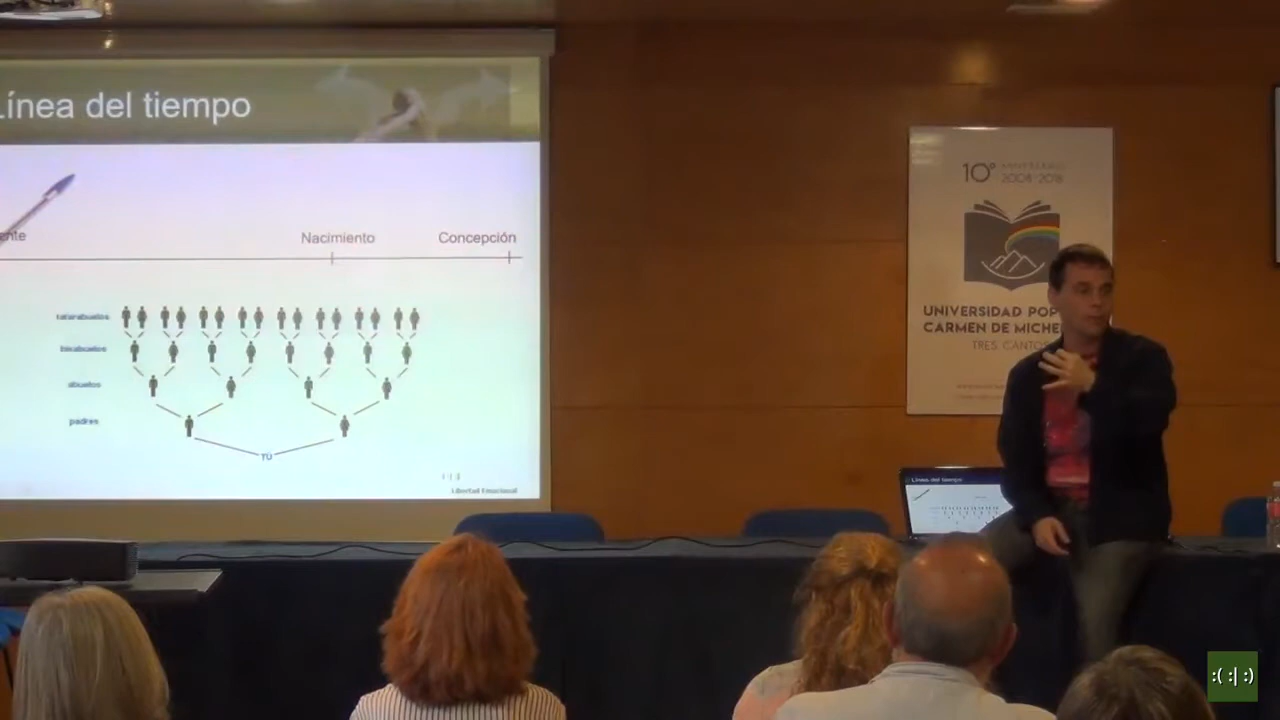 Línea del tiempo
ente
Nacimiento
Concepción
tatarabuelos
bisabuelos
abuelos
padres
TÚ
Libertad Emocional
10º ANIVERSARIO
2008-2018
UNIVERSIDAD POP
CARMEN DE MICHE
TRES CANTOS
Línea del tiempo
:( :| :)